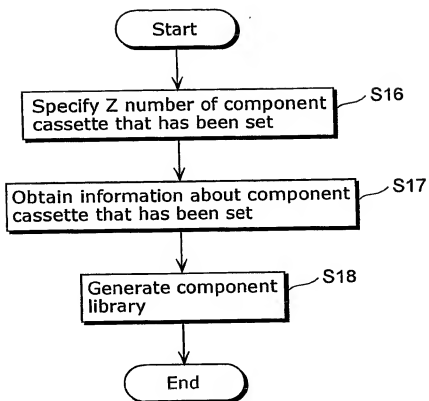 Start
Specify Z number of component
cassette that has been set
S16
Obtain information about component
cassette that has been set
S17
Generate component
library
S18
End